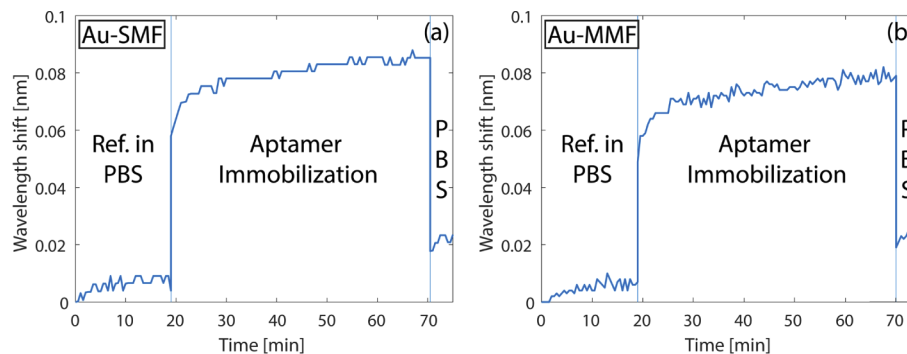 Au-SMF
(a)
Wavelength shift [nm]
0.1
0.08
0.06
0.04
0.02
0
Ref. in
PBS
Aptamer
Immobilization
P
B
S
0 10 20 30 40 50 60 70
Time [min]
Au-MMF
(b
Wavelength shift [nm]
0.1
0.08
0.06
0.04
0.02
0
Ref. in
PBS
Aptamer
Immobilization
P
B
S
0 10 20 30 40 50 60 70
Time [min]